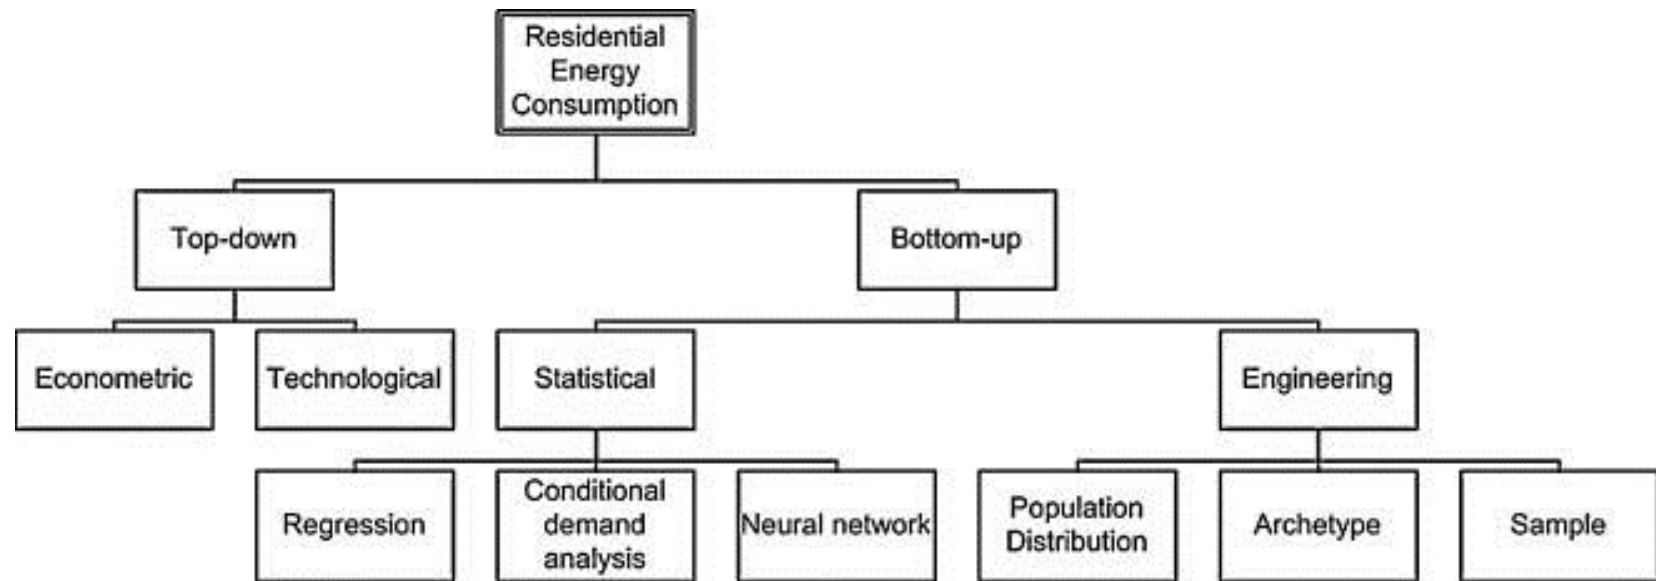 Residential
Energy
Consumption
Top-down
Bottom-up
Econometric
Technological
Statistical
Engineering
Regression
Conditional
demand
analysis
Neural network
Population
Distribution
Archetype
Sample